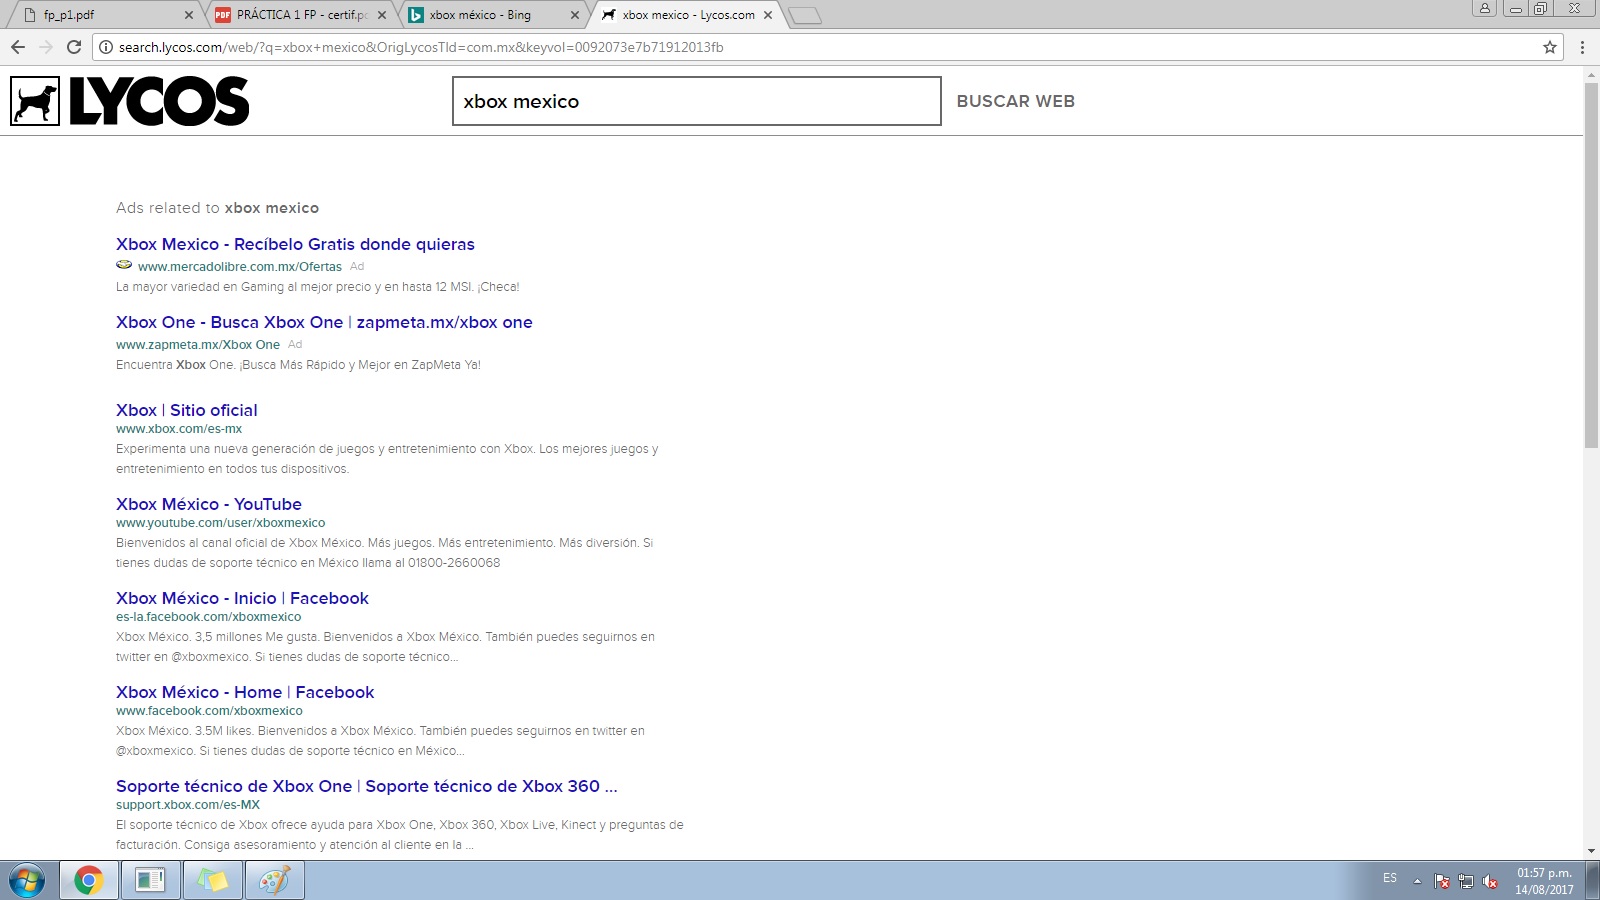 fp_p1.pdf
PRÁCTICA 1 FP - certif.pd
xbox méxico - Bing
xbox mexico - Lycos.com
search.lycos.com/web/?q=xbox+mexico&OrigLycosTId=com.mx&keyvol=0092073e7b71912013fb
LYCOS
xbox mexico
BUSCAR WEB
Ads related to xbox mexico
Xbox Mexico - Recíbelo Gratis donde quieras
www.mercadolibre.com.mx/Ofertas Ad
La mayor variedad en Gaming al mejor precio y en hasta 12 MSI. ¡Checa!
Xbox One - Busca Xbox One | zapmeta.mx/xbox one
www.zapmeta.mx/Xbox One Ad
Encuentra Xbox One. ¡Busca Más Rápido y Mejor en ZapMeta Ya!
Xbox | Sitio oficial
www.xbox.com/es-mx
Experimenta una nueva generación de juegos y entretenimiento con Xbox. Los mejores juegos y
entretenimiento en todos tus dispositivos.
Xbox México - YouTube
www.youtube.com/user/xboxmexico
Bienvenidos al canal oficial de Xbox México. Más juegos. Más entretenimiento. Más diversión. Si
tienes dudas de soporte técnico en México llama al 01800-2660068
Xbox México - Inicio | Facebook
es-la.facebook.com/xboxmexico
Xbox México. 3,5 millones Me gusta. Bienvenidos a Xbox México. También puedes seguirnos en
twitter en @xboxmexico. Si tienes dudas de soporte técnico...
Xbox México - Home | Facebook
www.facebook.com/xboxmexico
Xbox México. 3.5M likes. Bienvenidos a Xbox México. También puedes seguirnos en twitter en
@xboxmexico. Si tienes dudas de soporte técnico en México...
Soporte técnico de Xbox One | Soporte técnico de Xbox 360 ...
support.xbox.com/es-MX
El soporte técnico de Xbox ofrece ayuda para Xbox One, Xbox 360, Xbox Live, Kinect y preguntas de
facturación. Consiga asesoramiento y atención al cliente en la ...
ES
01:57 p.m.
14/08/2017